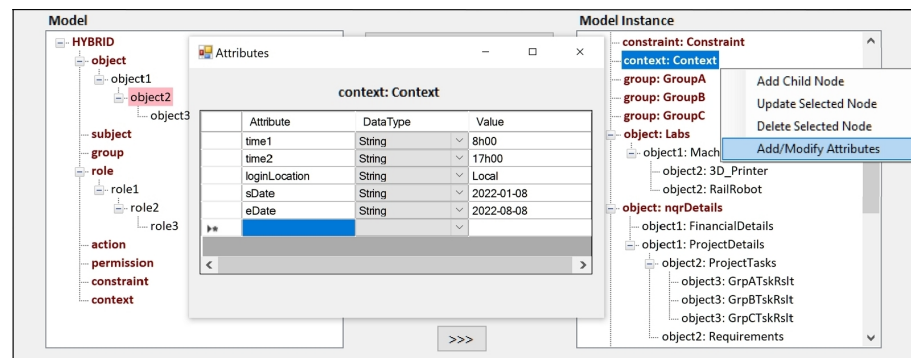 Model
HYBRID
object
object1
object2
object3
subject
group
role
role1
role2
role3
action
permission
constraint
context
Attributes
context: Context
Attribute DataType Value
time1 String 8h00
time2 String 17h00
loginLocation String Local
sDate String 2022-01-08
eDate String 2022-08-08
>>>
Model Instance
constraint: Constraint
context: Context
group: GroupA
group: GroupB
group: GroupC
object: Labs
object1: Mach
object2: 3D_Printer
object2: RailRobot
object: nqrDetails
object1: FinancialDetails
object1: ProjectDetails
object2: ProjectTasks
object3: GrpATskRslt
object3: GrpBTskRslt
object3: GrpCTskRslt
object2: Requirements
Add Child Node
Update Selected Node
Delete Selected Node
Add/Modify Attributes